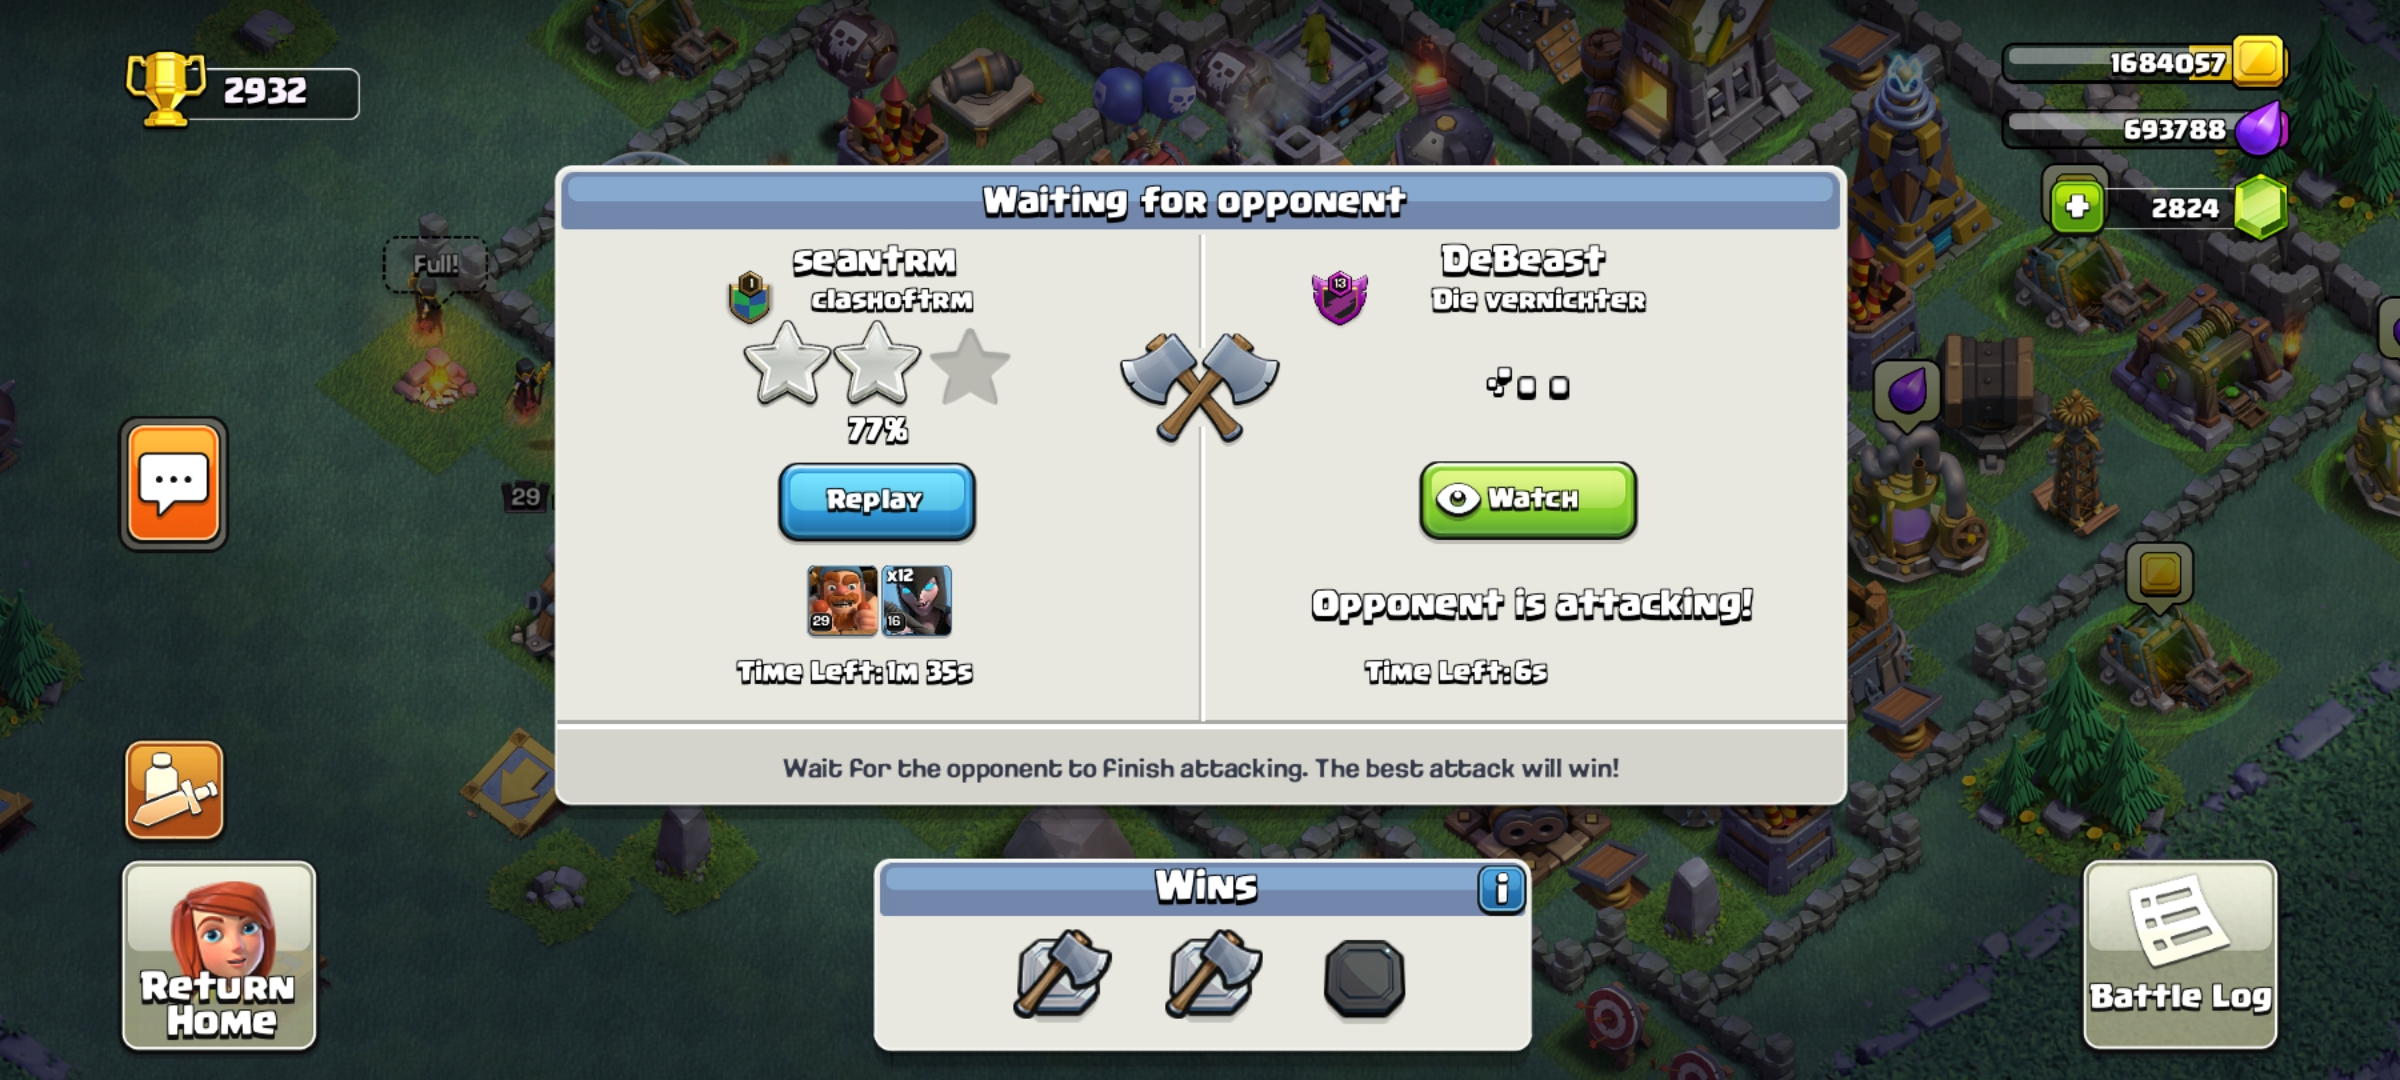 2932
1684057
693788
2824
Full!
29
Waiting for opponent
seantrm
1
clashoftrm
77%
Replay
29
x12
16
Time Left: 1m 35s
DeBeast
13
Die vernichter
Watch
Opponent is attacking!
Time Left: 6s
Wait for the opponent to finish attacking. The best attack will win!
Wins
i
Return
Home
Battle Log